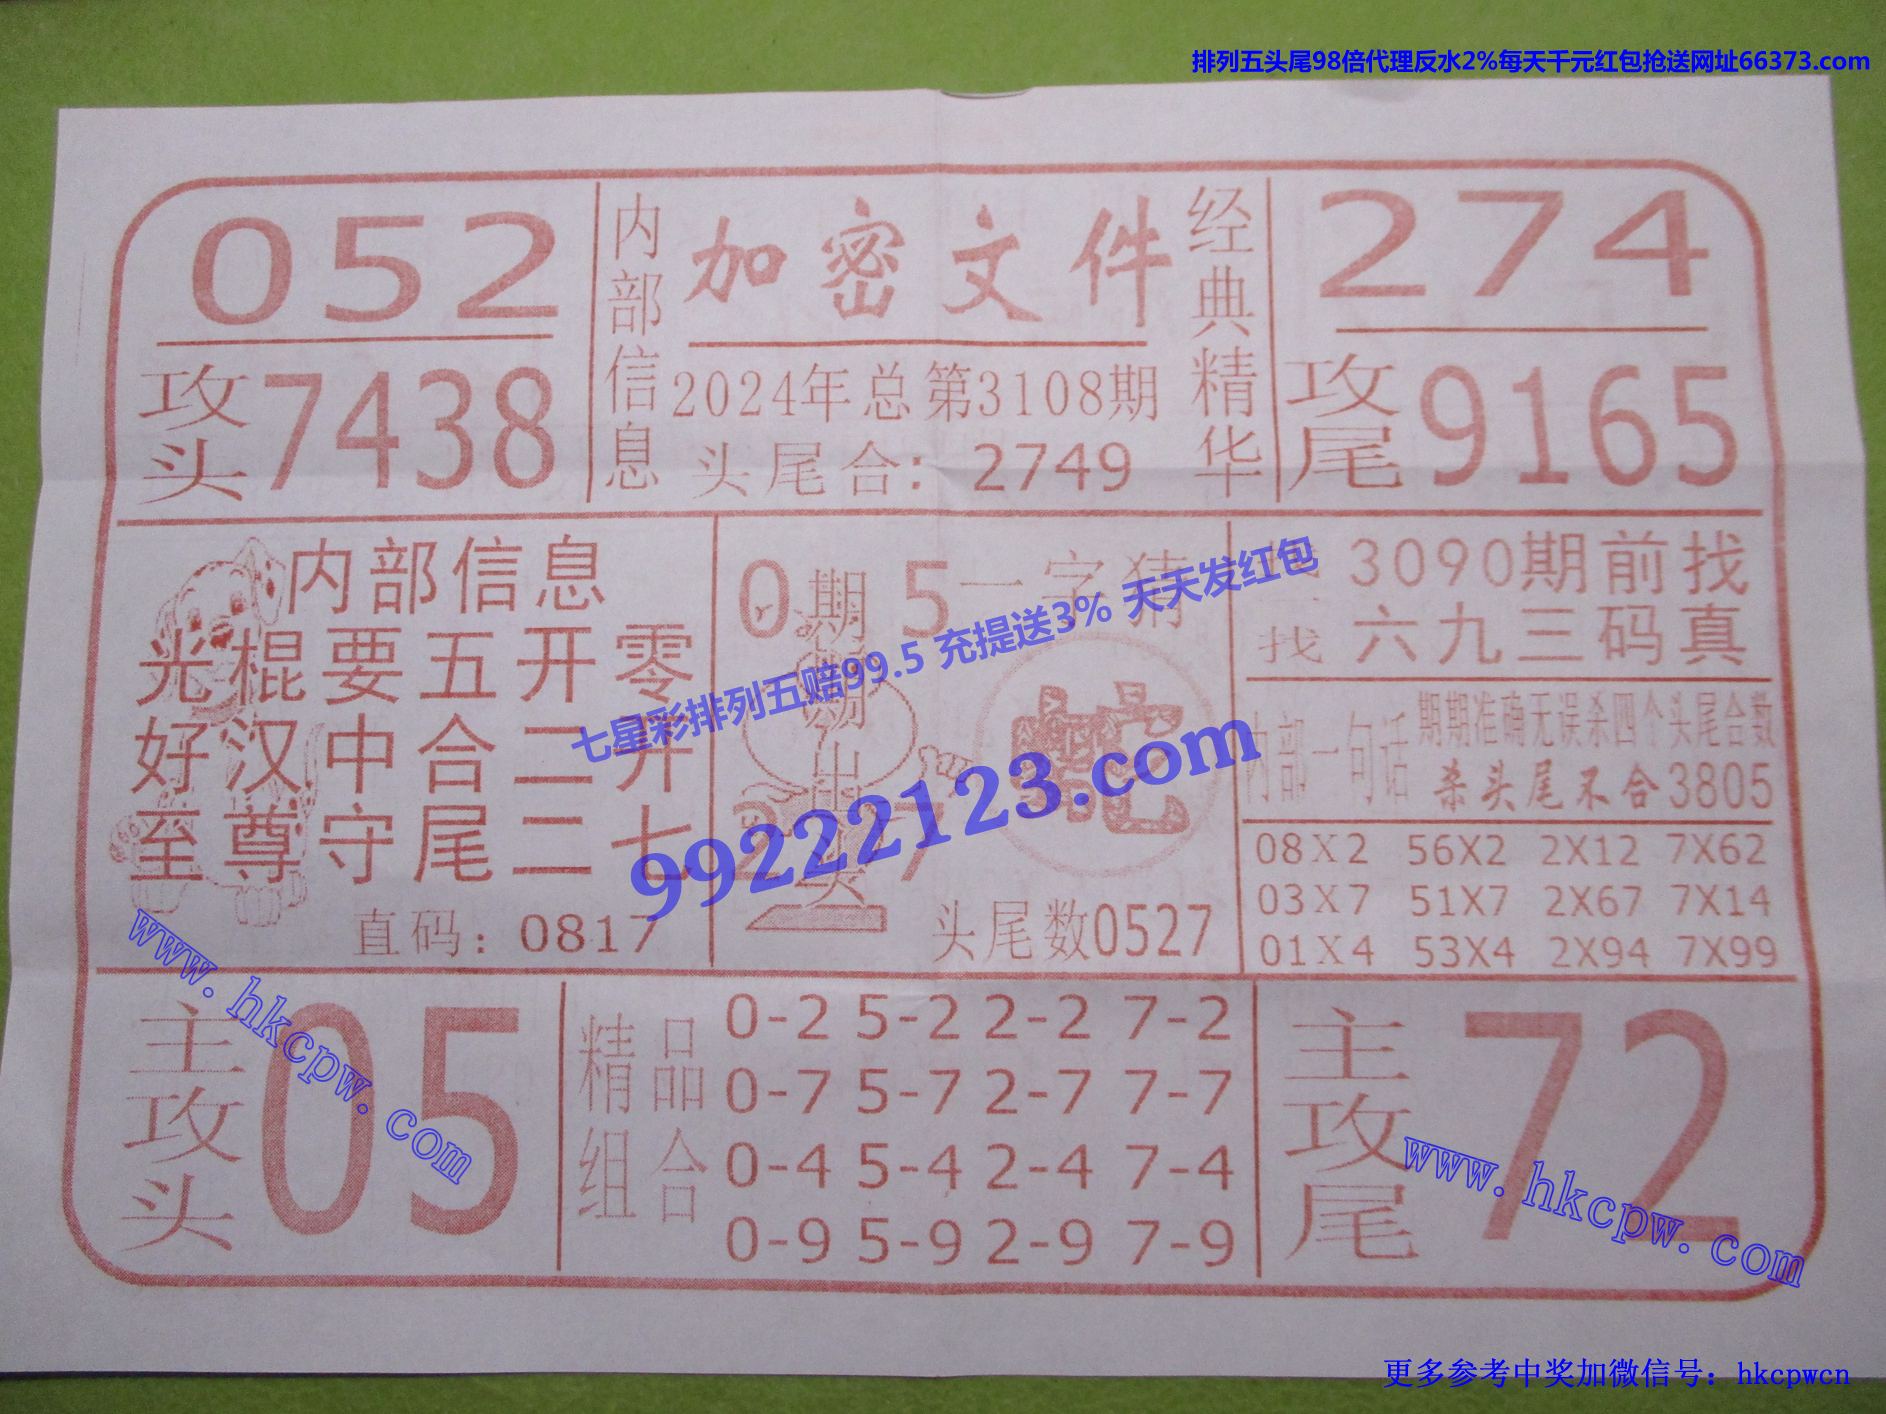 排列五头尾98倍代理反水2%每天千元红包抢送网址66373.com
052
攻头
7438
内部信息
加密文件
2024年总第3108期
头尾合：2749
经典精华
274
攻尾
9165
内部信息
光棍要五开零
好汉中合二开
至尊守尾二七
直码：0817
0 5
期期出
头
2 7
一字猜
头尾数0527
找
3090期前找
六九三码真
内部一句话
期期准确无误杀四个头尾合数
杀头尾不合3805
08X2 56X2 2X12 7X62
03X7 51X7 2X67 7X14
01X4 53X4 2X94 7X99
七星彩排列五赔99.5 充提送3% 天天发红包
99222123.com
主攻头
05
精品组合
0-2 5-2 2-2 7-2
0-7 5-7 2-7 7-7
0-4 5-4 2-4 7-4
0-9 5-9 2-9 7-9
主攻尾
72
www.hkcpw.com
www.hkcpw.com
更多参考中奖加微信号：hkcpwcn